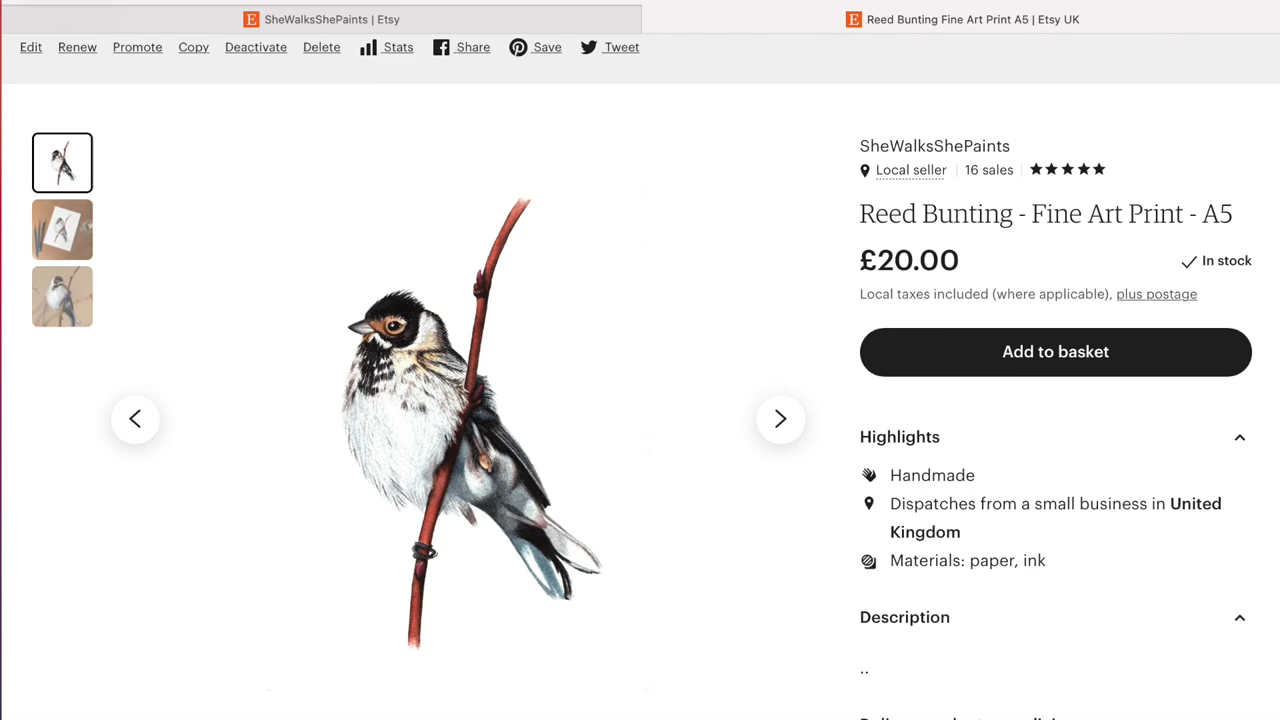 SheWalksShePaints | Etsy
Reed Bunting Fine Art Print A5 | Etsy UK
Edit Renew Promote Copy Deactivate Delete Stats Share Save Tweet
SheWalksShePaints
Local seller 16 sales
Reed Bunting - Fine Art Print - A5
£20.00
In stock
Local taxes included (where applicable), plus postage
Add to basket
Highlights
Handmade
Dispatches from a small business in United
Kingdom
Materials: paper, ink
Description
..